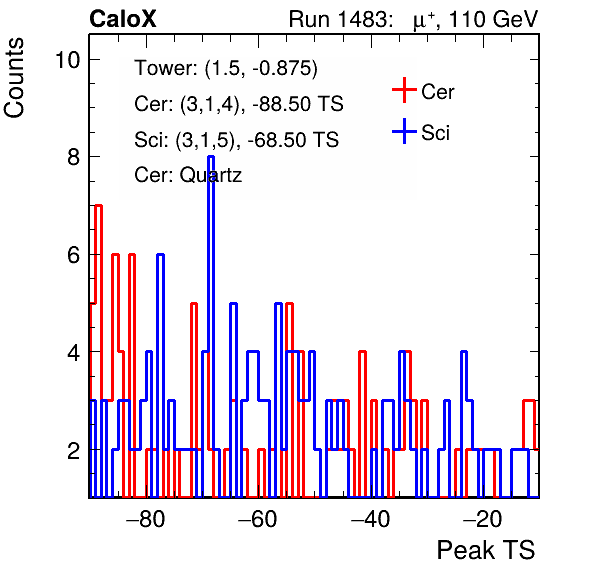 CaloX Run 1483: μ⁺, 110 GeV
Counts
Tower: (1.5, -0.875)
Cer: (3,1,4), -88.50 TS
Sci: (3,1,5), -68.50 TS
Cer: Quartz
Cer
Sci
10
8
6
4
2
−80 −60 −40 −20
Peak TS